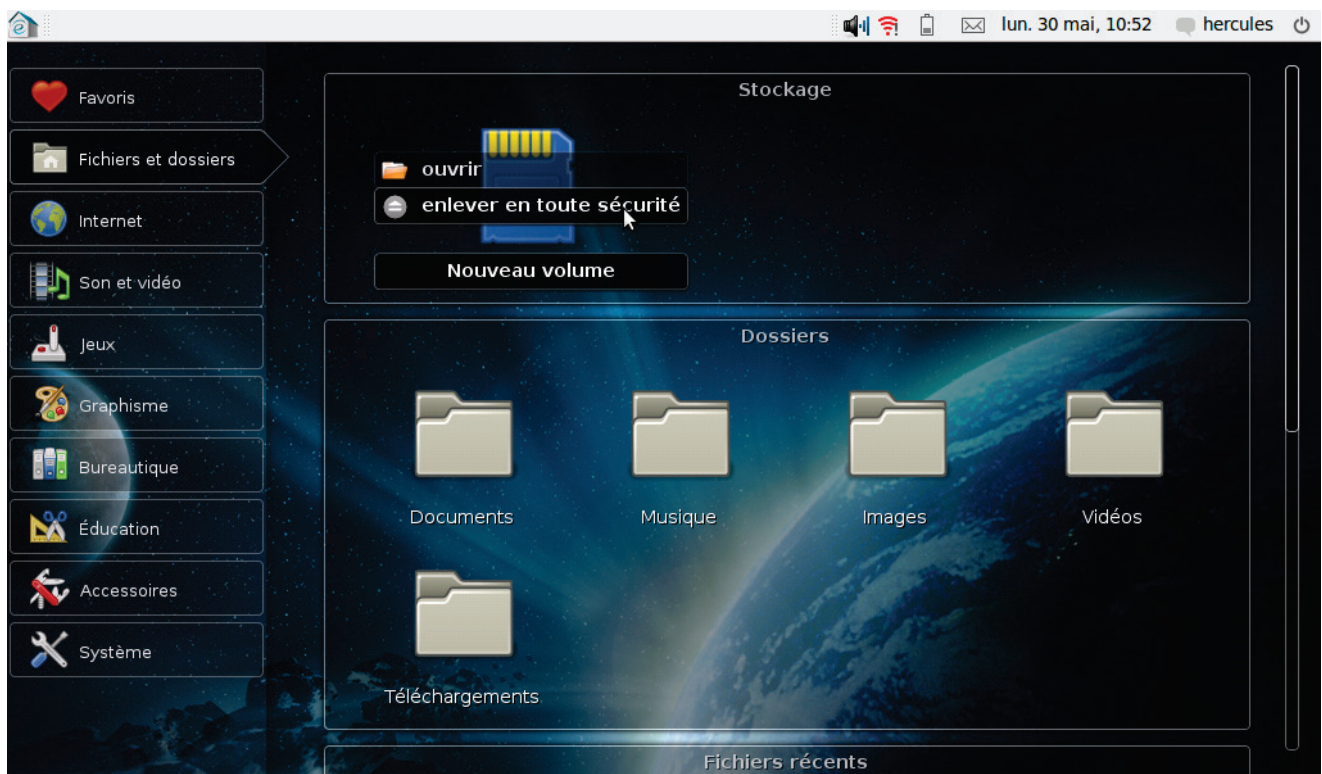 lun. 30 mai, 10:52 hercules
Favoris
Fichiers et dossiers
Internet
Son et vidéo
Jeux
Graphisme
Bureautique
Éducation
Accessoires
Système
Stockage
ouvrir
enlever en toute sécurité
Nouveau volume
Dossiers
Documents
Musique
Images
Vidéos
Téléchargements
Fichiers récents